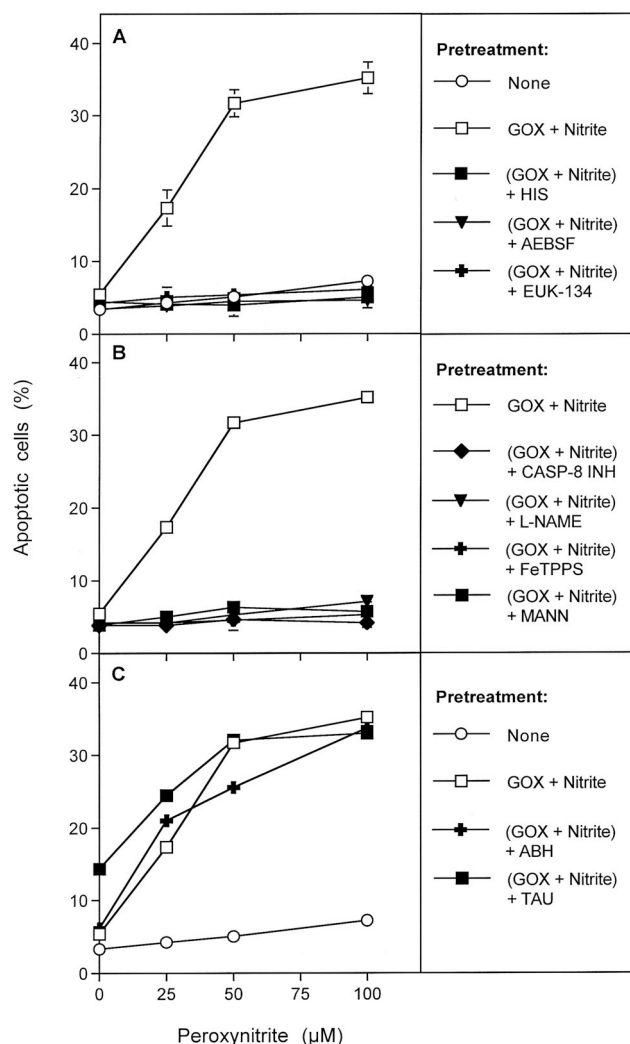 A
40
30
20
10
0
Pretreatment:
None
GOX + Nitrite
(GOX + Nitrite)
+ HIS
(GOX + Nitrite)
+ AEBSF
(GOX + Nitrite)
+ EUK-134
B
40
30
20
10
0
Apoptotic cells (%)
Pretreatment:
GOX + Nitrite
(GOX + Nitrite)
+ CASP-8 INH
(GOX + Nitrite)
+ L-NAME
(GOX + Nitrite)
+ FeTPPS
(GOX + Nitrite)
+ MANN
C
40
30
20
10
0
0 25 50 75 100
Peroxynitrite (µM)
Pretreatment:
None
GOX + Nitrite
(GOX + Nitrite)
+ ABH
(GOX + Nitrite)
+ TAU